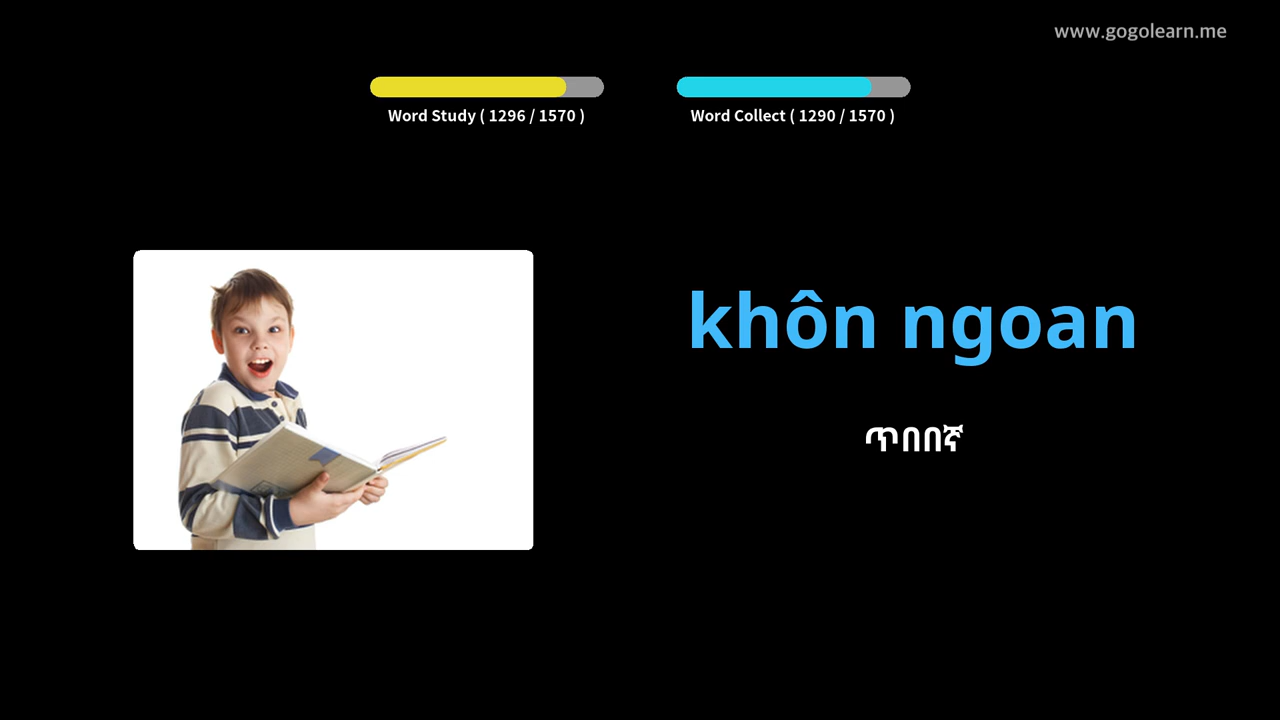 www.gogolearn.me
Word Study ( 1296 / 1570 )
Word Collect ( 1290 / 1570 )
khôn ngoan
ጥበበኛ